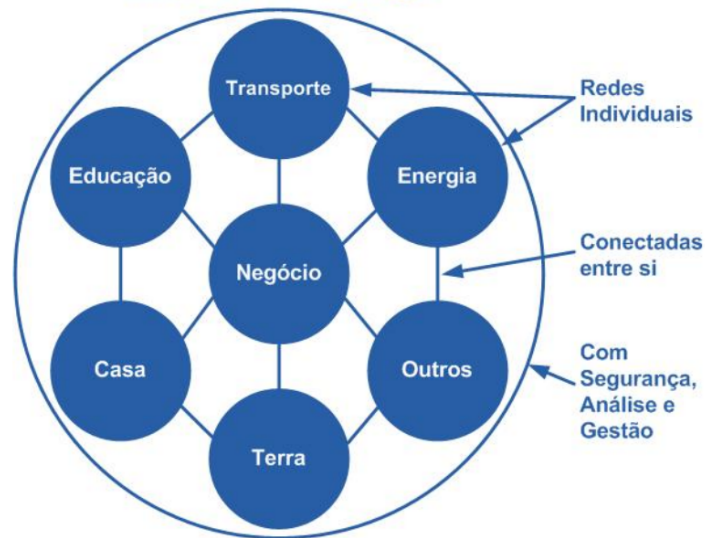 Transporte
Educação
Energia
Negócio
Casa
Outros
Terra
Redes
Individuais
Conectadas
entre si
Com
Segurança,
Análise e
Gestão